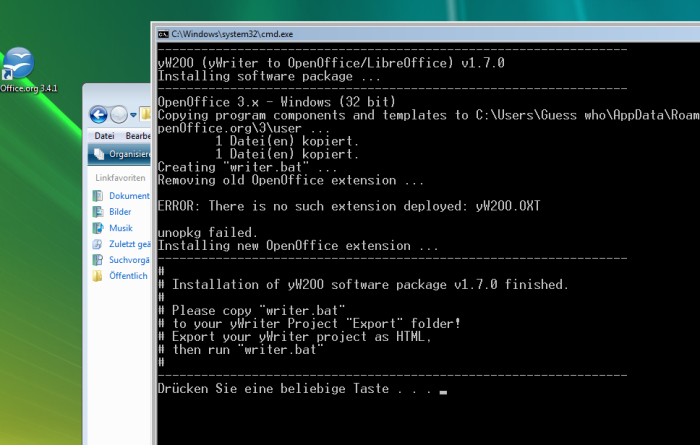 C:\Windows\system32\cmd.exe
yW2OO (yWriter to OpenOffice/LibreOffice) v1.7.0
Installing software package ...
OpenOffice 3.x - Windows (32 bit)
Copying program components and templates to C:\Users\Guess who\AppData\Roam
penOffice.org\3\user ...
1 Datei(en) kopiert.
1 Datei(en) kopiert.
Creating "writer.bat" ...
Removing old OpenOffice extension ...
ERROR: There is no such extension deployed: yW2OO.OXT
unopkg failed.
Installing new OpenOffice extension ...
#
# Installation of yW2OO software package v1.7.0 finished.
#
# Please copy "writer.bat"
# to your yWriter Project "Export" folder!
# Export your yWriter project as HTML,
# then run "writer.bat"
#
Drücken Sie eine beliebige Taste . . .
Office.org 3.4.1
Datei Bearbe
Organisiere
Linkfavoriten
Dokument
Bilder
Musik
Zuletzt geä
Suchvorgä
Öffentlich